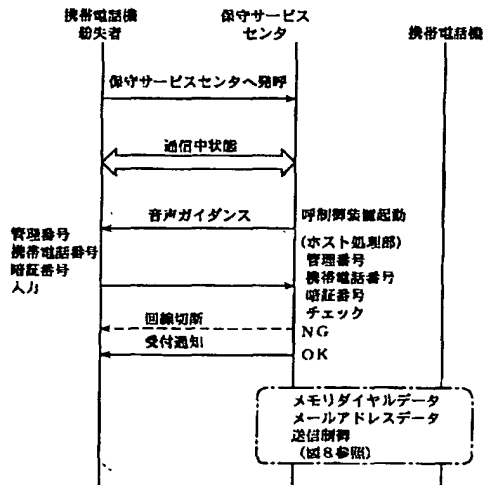 携帯電話機
紛失者
保守サービス
センタ
携帯電話機
保守サービスセンタへ発呼
通信中状態
音声ガイダンス
呼制御装置起動
管理番号
携帯電話番号
暗証番号
入力
(ホスト処理部)
管理番号
携帯電話番号
暗証番号
チェック
回線切断
NG
受付通知
OK
メモリダイヤルデータ
メールアドレスデータ
送信制御
(図8参照)